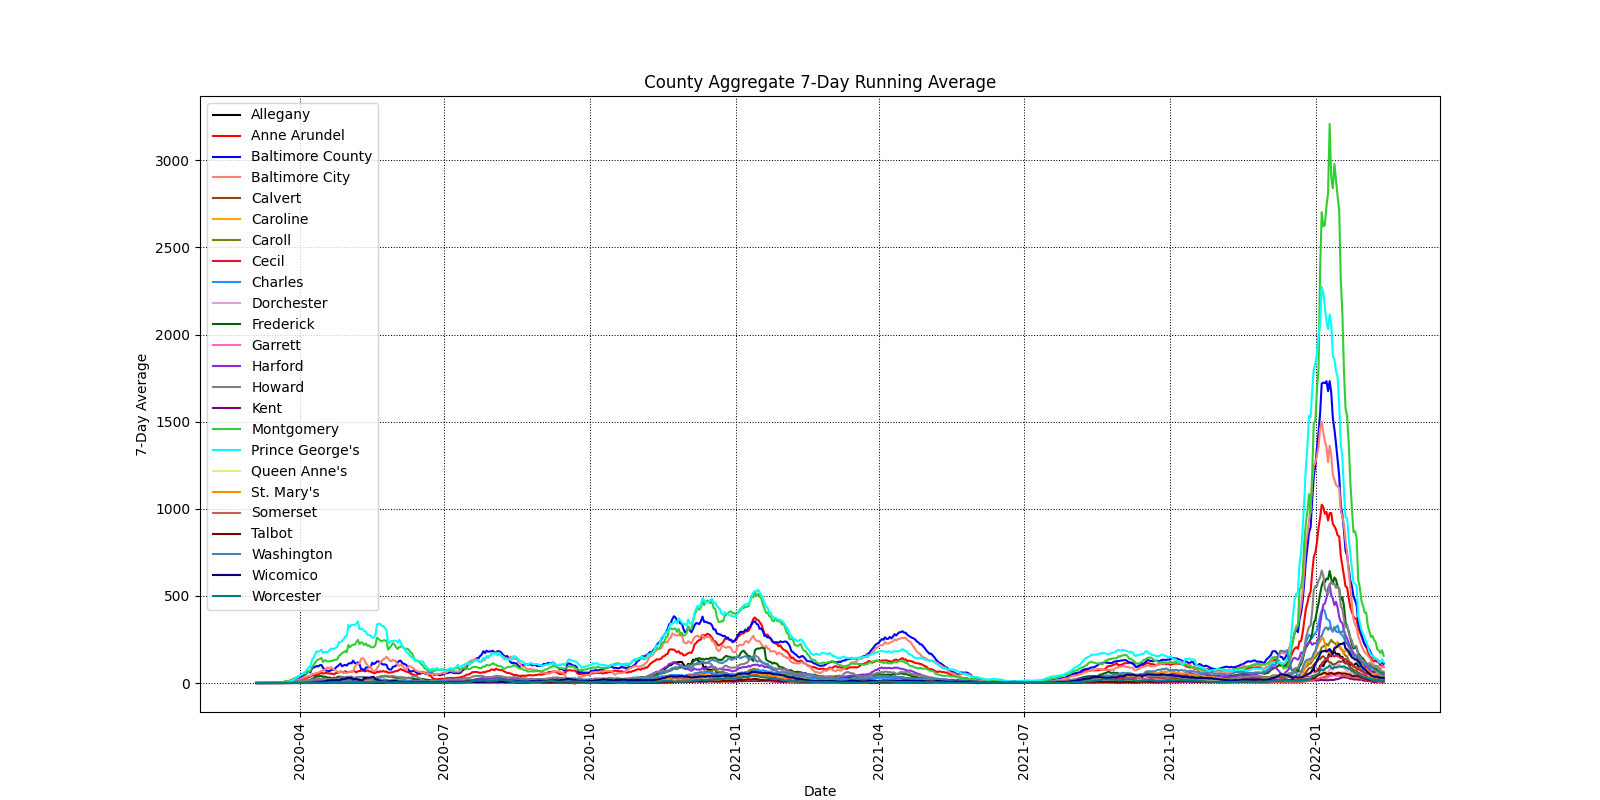 County Aggregate 7-Day Running Average
Allegany
Anne Arundel
Baltimore County
Baltimore City
Calvert
Caroline
Caroll
Cecil
Charles
Dorchester
Frederick
Garrett
Harford
Howard
Kent
Montgomery
Prince George's
Queen Anne's
St. Mary's
Somerset
Talbot
Washington
Wicomico
Worcester
7-Day Average
3000
2500
2000
1500
1000
500
0
2020-04
2020-07
2020-10
2021-01
2021-04
2021-07
2021-10
2022-01
Date